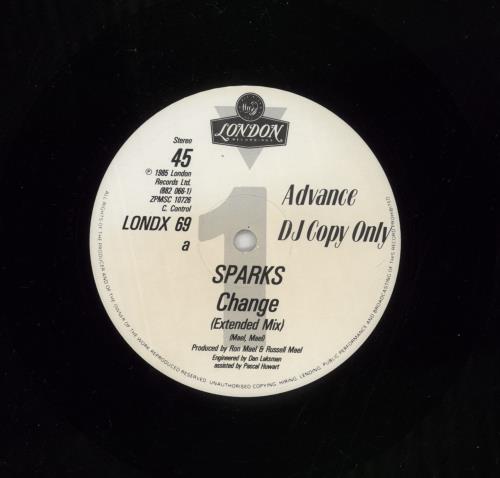 LONDON
RECORDINGS
Stereo
45
℗ 1985 London
Records Ltd.
(882 066-1)
ZPMSC 10726
C. Control
LONDX 69
a
1
Advance
DJ Copy Only
SPARKS
Change
(Extended Mix)
(Mael, Mael)
Produced by Ron Mael & Russell Mael
Engineered by Dan Laksman
assisted by Pascal Huwart
ALL RIGHTS OF THE PRODUCER AND OF THE OWNER OF THE WORK REPRODUCED RESERVED. UNAUTHORISED COPYING, HIRING, LENDING, PUBLIC PERFORMANCE AND BROADCASTING OF THIS RECORD PROHIBITED